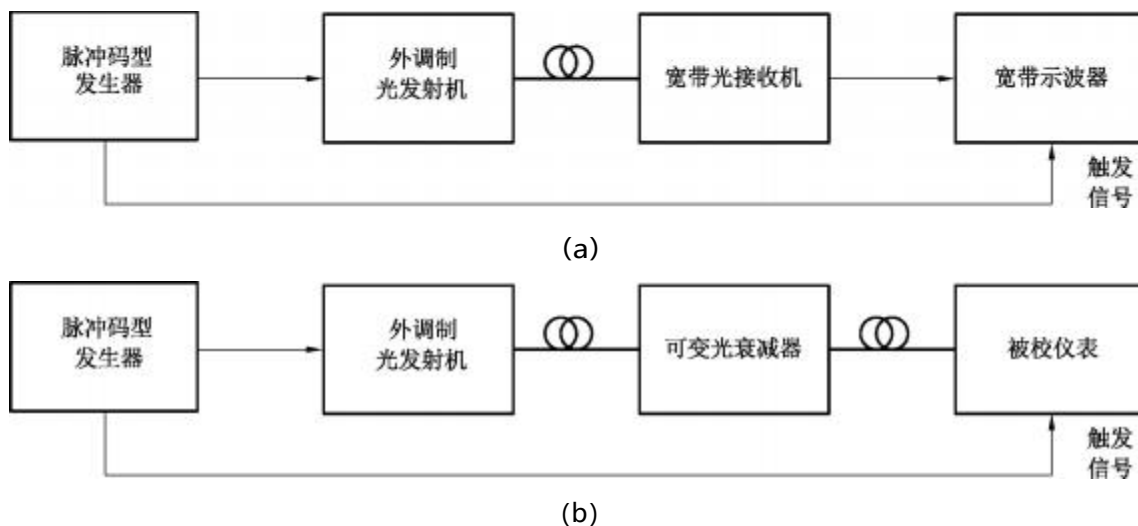 脉冲码型
发生器
外调制
光发射机
宽带光接收机
宽带示波器
触发
信号
(a)
脉冲码型
发生器
外调制
光发射机
可变光衰减器
被校仪表
触发
信号
(b)